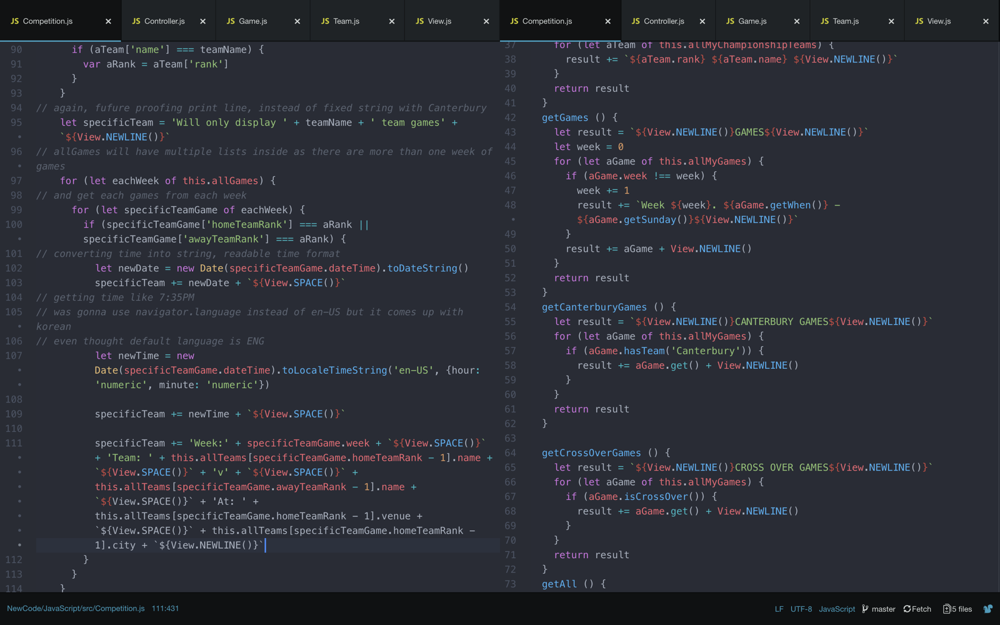 JS Competition.js ×
JS Controller.js ×
JS Game.js ×
JS Team.js ×
JS View.js ×
90 if (aTeam['name'] === teamName) {
91 var aRank = aTeam['rank']
92 }
93 }
94 // again, fufure proofing print line, instead of fixed string with Canterbury
95 let specificTeam = 'Will only display ' + teamName + ' team games' +
• `${View.NEWLINE()}`
96 // allGames will have multiple lists inside as there are more than one week of
• games
97 for (let eachWeek of this.allGames) {
98 // and get each games from each week
99 for (let specificTeamGame of eachWeek) {
100 if (specificTeamGame['homeTeamRank'] === aRank ||
• specificTeamGame['awayTeamRank'] === aRank) {
101 // converting time into string, readable time format
102 let newDate = new Date(specificTeamGame.dateTime).toDateString()
103 specificTeam += newDate + `${View.SPACE()}`
104 // getting time like 7:35PM
105 // was gonna use navigator.language instead of en-US but it comes up with
• korean
106 // even thought default language is ENG
107 let newTime = new
• Date(specificTeamGame.dateTime).toLocaleTimeString('en-US', {hour:
• 'numeric', minute: 'numeric'})
108
109 specificTeam += newTime + `${View.SPACE()}`
110
111 specificTeam += 'Week:' + specificTeamGame.week + `${View.SPACE()}`
• + 'Team: ' + this.allTeams[specificTeamGame.homeTeamRank - 1].name +
• `${View.SPACE()}` + 'v' + `${View.SPACE()}` +
• this.allTeams[specificTeamGame.awayTeamRank - 1].name +
• `${View.SPACE()}` + 'At: ' +
• this.allTeams[specificTeamGame.homeTeamRank - 1].venue +
• `${View.SPACE()}` + this.allTeams[specificTeamGame.homeTeamRank -
• 1].city + `${View.NEWLINE()}`
112 }
113 }
114 }
JS Competition.js ×
JS Controller.js ×
JS Game.js ×
JS Team.js ×
JS View.js ×
37 for (let aTeam of this.allMyChampionshipTeams) {
38 result += `${aTeam.rank} ${aTeam.name} ${View.NEWLINE()}`
39 }
40 return result
41 }
42 getGames () {
43 let result = `${View.NEWLINE()}GAMES${View.NEWLINE()}`
44 let week = 0
45 for (let aGame of this.allMyGames) {
46 if (aGame.week !== week) {
47 week += 1
48 result += `Week ${week}. ${aGame.getWhen()} -
• ${aGame.getSunday()}${View.NEWLINE()}`
49 }
50 result += aGame + View.NEWLINE()
51 }
52 return result
53 }
54 getCanterburyGames () {
55 let result = `${View.NEWLINE()}CANTERBURY GAMES${View.NEWLINE()}`
56 for (let aGame of this.allMyGames) {
57 if (aGame.hasTeam('Canterbury')) {
58 result += aGame.get() + View.NEWLINE()
59 }
60 }
61 return result
62 }
63
64 getCrossOverGames () {
65 let result = `${View.NEWLINE()}CROSS OVER GAMES${View.NEWLINE()}`
66 for (let aGame of this.allMyGames) {
67 if (aGame.isCrossOver()) {
68 result += aGame.get() + View.NEWLINE()
69 }
70 }
71 return result
72 }
73 getAll () {
NewCode/JavaScript/src/Competition.js 111:431
LF UTF-8 JavaScript master Fetch 5 files